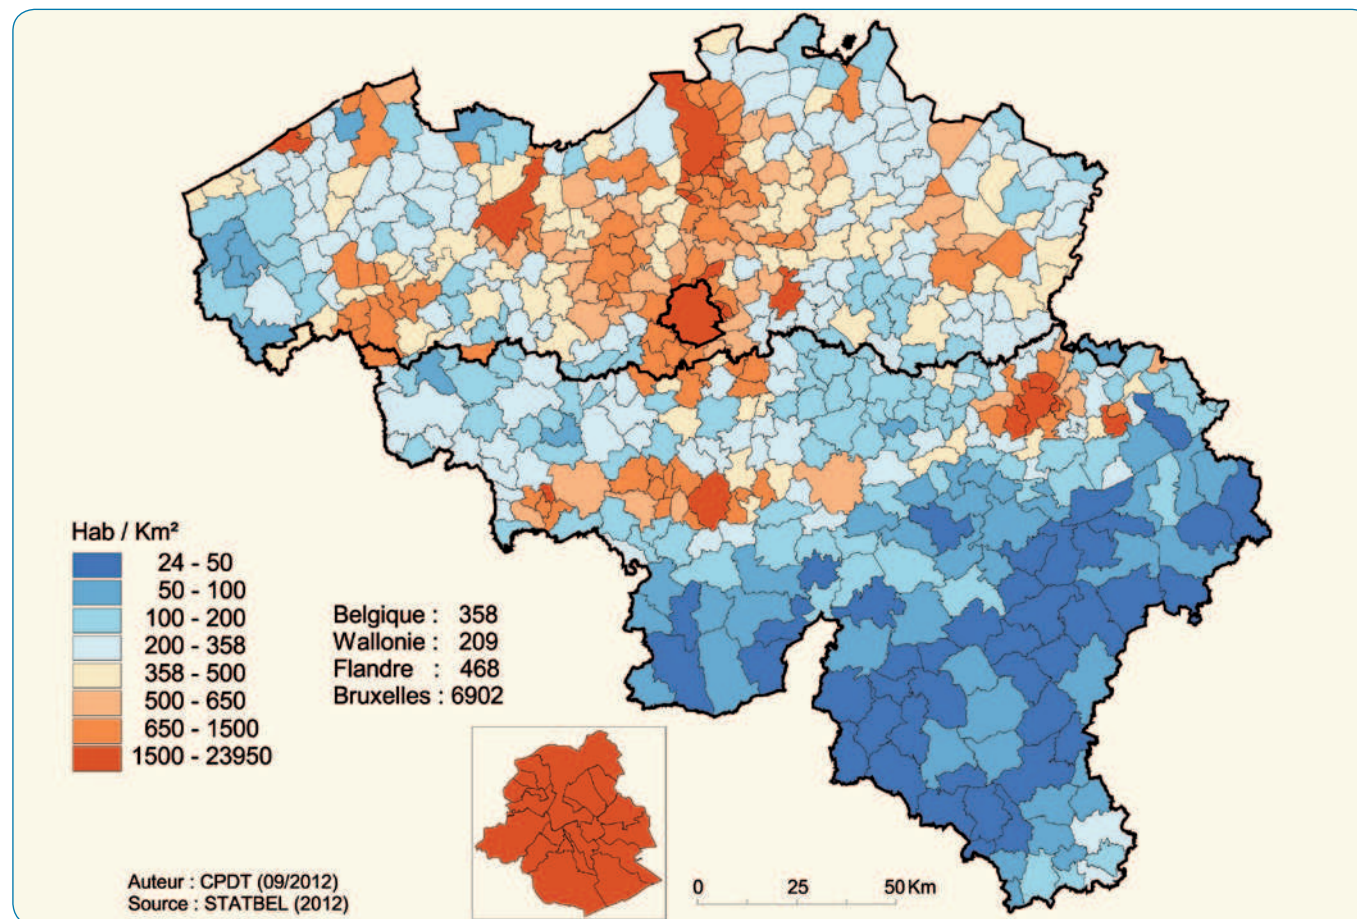 Hab / Km²
24 - 50
50 - 100
100 - 200
200 - 358
358 - 500
500 - 650
650 - 1500
1500 - 23950
Belgique : 358
Wallonie : 209
Flandre : 468
Bruxelles : 6902
Auteur : CPDT (09/2012)
Source : STATBEL (2012)
0 25 50 Km